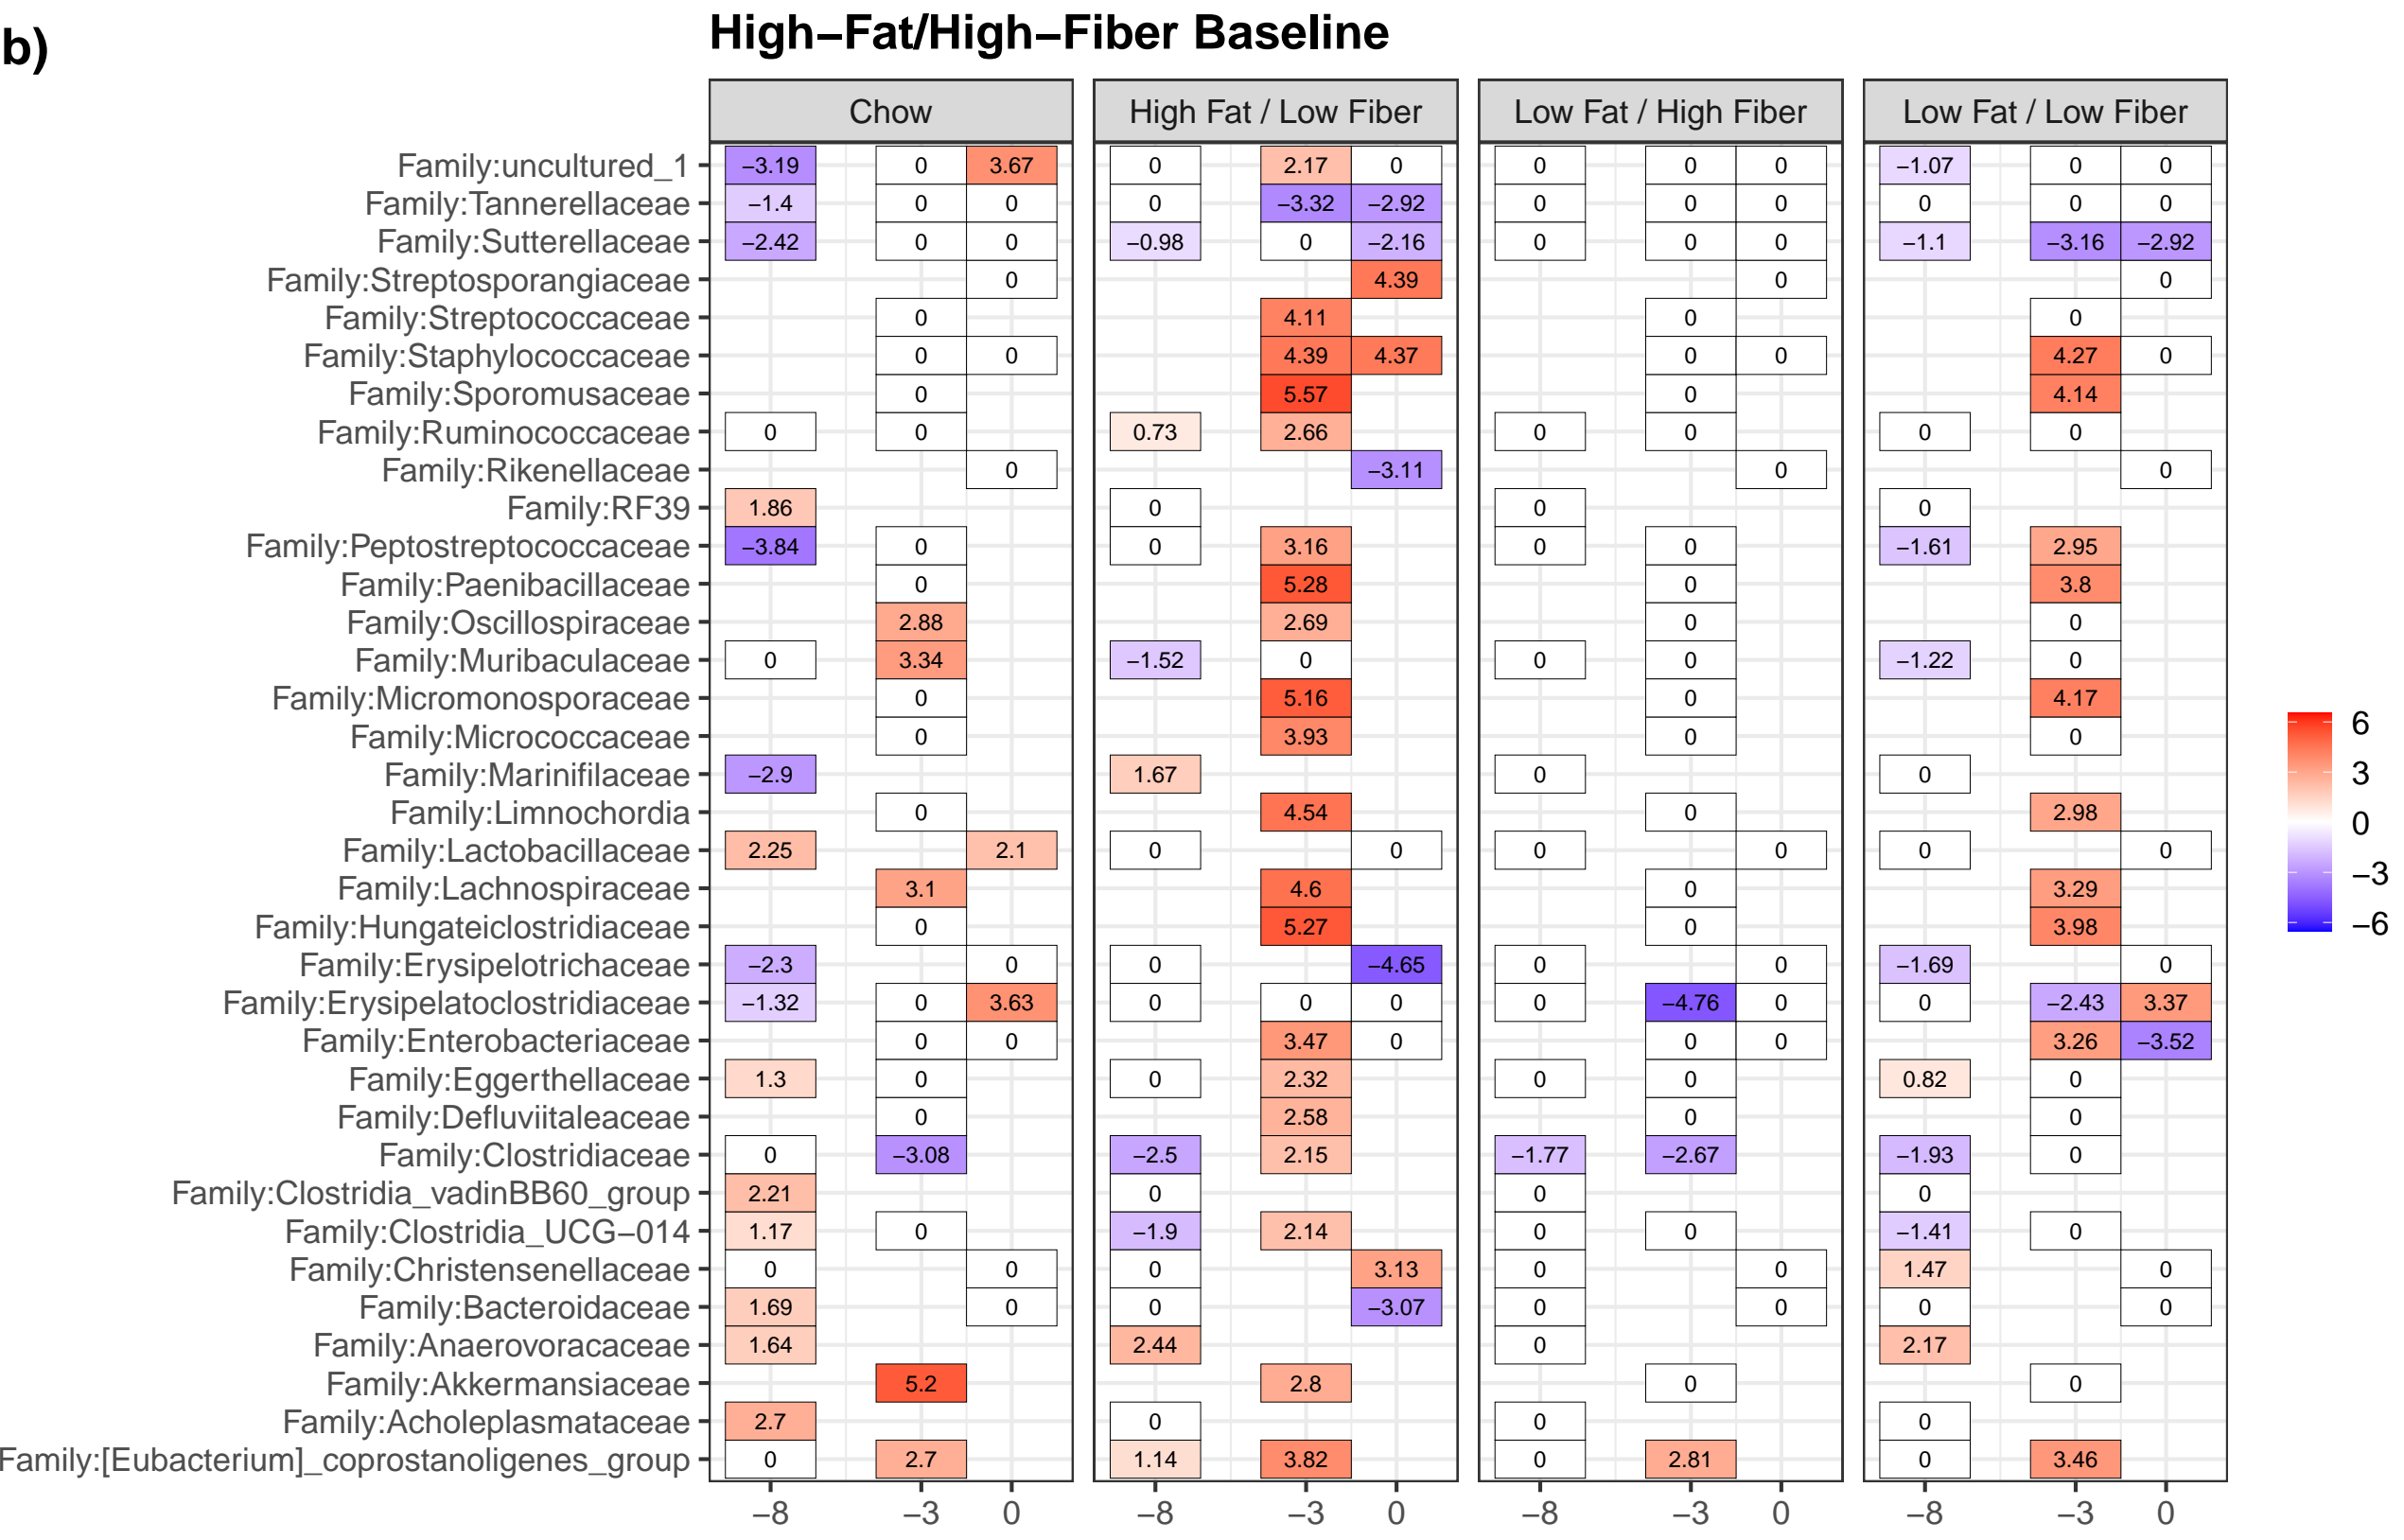 b)
High−Fat/High−Fiber Baseline
Chow High Fat / Low Fiber Low Fat / High Fiber Low Fat / Low Fiber
Family:uncultured_1 −3.19 0 3.67 0 2.17 0 0 0 0 −1.07 0 0
Family:Tannerellaceae −1.4 0 0 0 −3.32 −2.92 0 0 0 0 0 0
Family:Sutterellaceae −2.42 0 0 −0.98 0 −2.16 0 0 0 −1.1 −3.16 −2.92
Family:Streptosporangiaceae 0 4.39 0 0
Family:Streptococcaceae 0 4.11 0 0
Family:Staphylococcaceae 0 0 4.39 4.37 0 0 4.27 0
Family:Sporomusaceae 0 5.57 0 4.14
Family:Ruminococcaceae 0 0 0.73 2.66 0 0 0 0
Family:Rikenellaceae 0 −3.11 0 0
Family:RF39 1.86 0 0 0
Family:Peptostreptococcaceae −3.84 0 0 3.16 0 0 −1.61 2.95
Family:Paenibacillaceae 0 5.28 0 3.8
Family:Oscillospiraceae 2.88 2.69 0 0
Family:Muribaculaceae 0 3.34 −1.52 0 0 0 −1.22 0
Family:Micromonosporaceae 0 5.16 0 4.17
Family:Micrococcaceae 0 3.93 0 0
Family:Marinifilaceae −2.9 1.67 0 0
Family:Limnochordia 0 4.54 0 2.98
Family:Lactobacillaceae 2.25 2.1 0 0 0 0 0 0
Family:Lachnospiraceae 3.1 4.6 0 3.29
Family:Hungateiclostridiaceae 0 5.27 0 3.98
Family:Erysipelotrichaceae −2.3 0 0 −4.65 0 0 −1.69 0
Family:Erysipelatoclostridiaceae −1.32 0 3.63 0 0 0 0 −4.76 0 0 −2.43 3.37
Family:Enterobacteriaceae 0 0 3.47 0 0 0 3.26 −3.52
Family:Eggerthellaceae 1.3 0 0 2.32 0 0 0.82 0
Family:Defluviitaleaceae 0 2.58 0 0
Family:Clostridiaceae 0 −3.08 −2.5 2.15 −1.77 −2.67 −1.93 0
Family:Clostridia_vadinBB60_group 2.21 0 0 0
Family:Clostridia_UCG−014 1.17 0 −1.9 2.14 0 0 −1.41 0
Family:Christensenellaceae 0 0 0 3.13 0 0 1.47 0
Family:Bacteroidaceae 1.69 0 0 −3.07 0 0 0 0
Family:Anaerovoracaceae 1.64 2.44 0 2.17
Family:Akkermansiaceae 5.2 2.8 0 0
Family:Acholeplasmataceae 2.7 0 0 0
Family:[Eubacterium]_coprostanoligenes_group 0 2.7 1.14 3.82 0 2.81 0 3.46
−8 −3 0 −8 −3 0 −8 −3 0 −8 −3 0
6
3
0
−3
−6